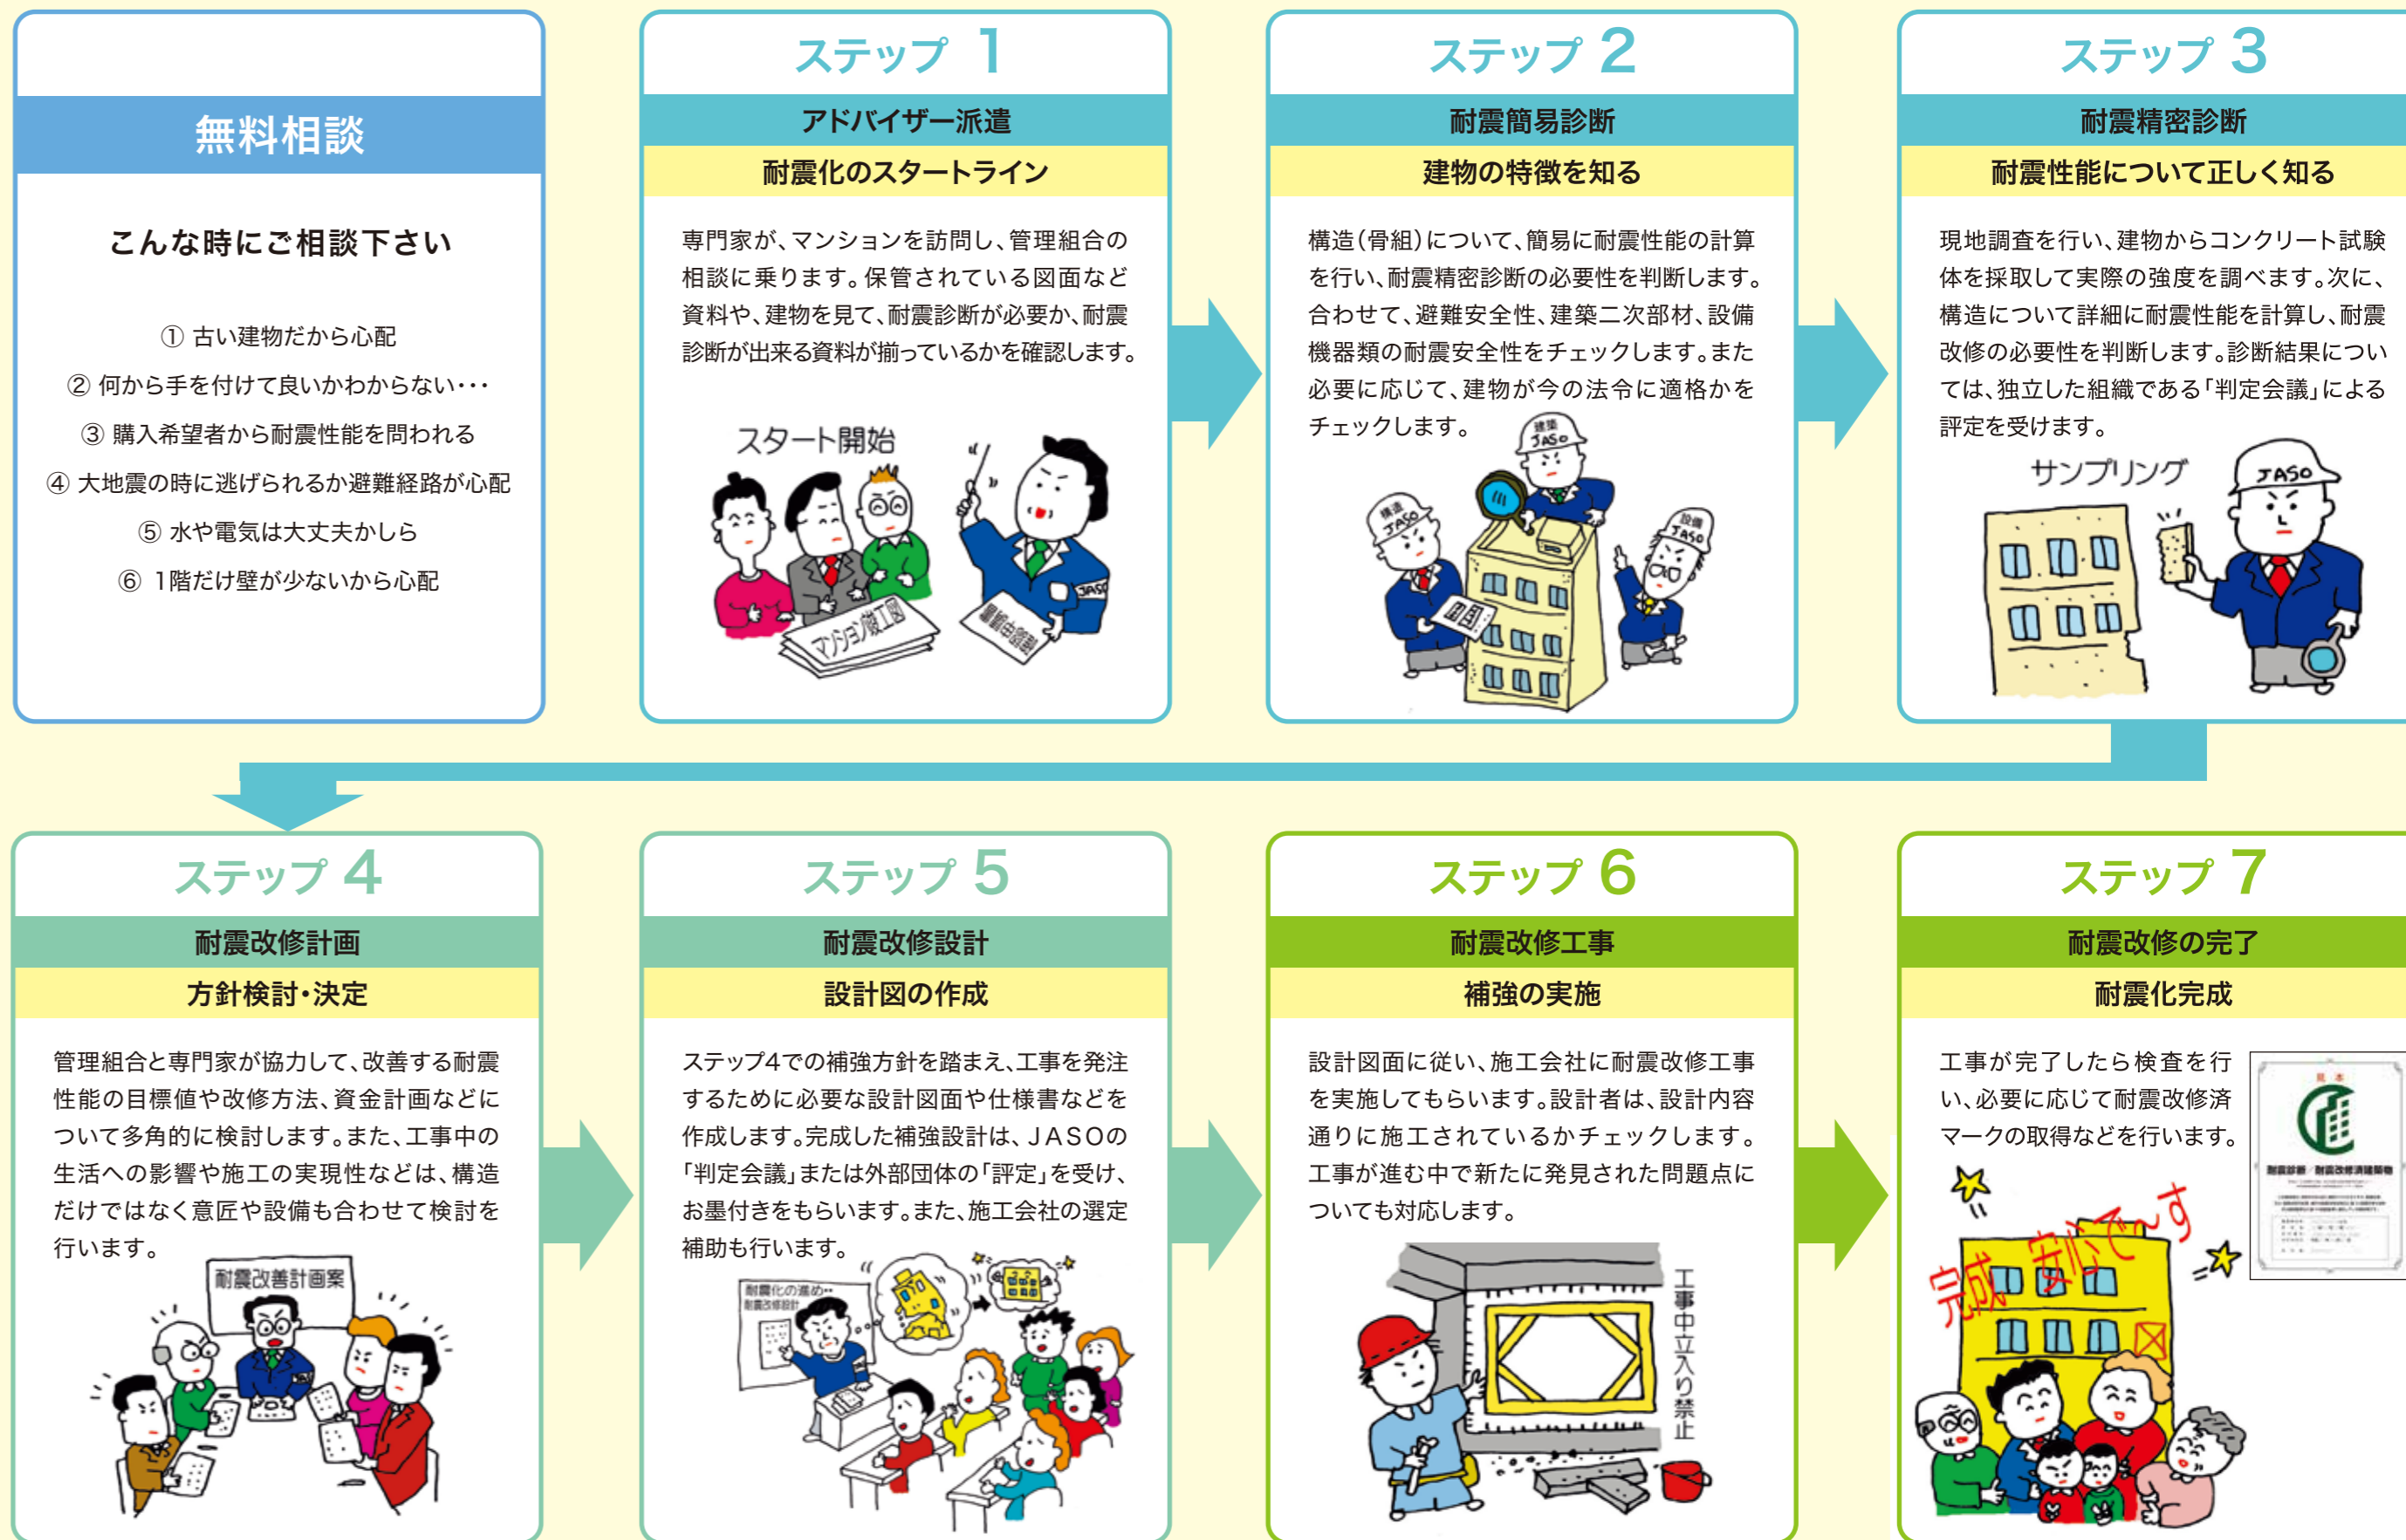 無料相談
こんな時にご相談下さい
① 古い建物だから心配
② 何から手を付けて良いかわからない・・・
③ 購入希望者から耐震性能を問われる
④ 大地震の時に逃げられるか避難経路が心配
⑤ 水や電気は大丈夫かしら
⑥ 1階だけ壁が少ないから心配
ステップ 1
アドバイザー派遣
耐震化のスタートライン
専門家が、マンションを訪問し、管理組合の
相談に乗ります。保管されている図面など
資料や、建物を見て、耐震診断が必要か、耐震
診断が出来る資料が揃っているかを確認します。
スタート開始
マンション竣工図
JASO
ステップ 2
耐震簡易診断
建物の特徴を知る
構造（骨組）について、簡易に耐震性能の計算
を行い、耐震精密診断の必要性を判断します。
合わせて、避難安全性、建築二次部材、設備
機器類の耐震安全性をチェックします。また
必要に応じて、建物が今の法令に適格かを
チェックします。
建築
JASO
構造
JASO
設備
JASO
ステップ 3
耐震精密診断
耐震性能について正しく知る
現地調査を行い、建物からコンクリート試験
体を採取して実際の強度を調べます。次に、
構造について詳細に耐震性能を計算し、耐震
改修の必要性を判断します。診断結果につい
ては、独立した組織である「判定会議」による
評定を受けます。
サンプリング
JASO
ステップ 4
耐震改修計画
方針検討・決定
管理組合と専門家が協力して、改善する耐震
性能の目標値や改修方法、資金計画などに
ついて多角的に検討します。また、工事中の
生活への影響や施工の実現性などは、構造
だけではなく意匠や設備も合わせて検討を
行います。
耐震改善計画案
ステップ 5
耐震改修設計
設計図の作成
ステップ4での補強方針を踏まえ、工事を発注
するために必要な設計図面や仕様書などを
作成します。完成した補強設計は、JASOの
「判定会議」または外部団体の「評定」を受け、
お墨付きをもらいます。また、施工会社の選定
補助も行います。
耐震化の進め・・
耐震改修設計
ステップ 6
耐震改修工事
補強の実施
設計図面に従い、施工会社に耐震改修工事
を実施してもらいます。設計者は、設計内容
通りに施工されているかチェックします。
工事が進む中で新たに発見された問題点に
ついても対応します。
工事中立入り禁止
ステップ 7
耐震改修の完了
耐震化完成
工事が完了したら検査を行
い、必要に応じて耐震改修済
マークの取得などを行います。
見本
耐震診断／耐震改修済建築物
完成 安心で〜す